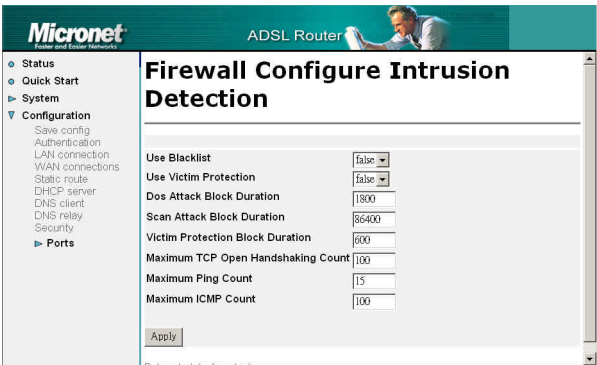 Micronet
Faster and Easier Networks
ADSL Router
Status
Quick Start
System
Configuration
Save config
Authentication
LAN connection
WAN connections
Static route
DHCP server
DNS client
DNS relay
Security
Ports
Firewall Configure Intrusion
Detection
Use Blacklist false
Use Victim Protection false
Dos Attack Block Duration 1800
Scan Attack Block Duration 86400
Victim Protection Block Duration 600
Maximum TCP Open Handshaking Count 100
Maximum Ping Count 15
Maximum ICMP Count 100
Apply